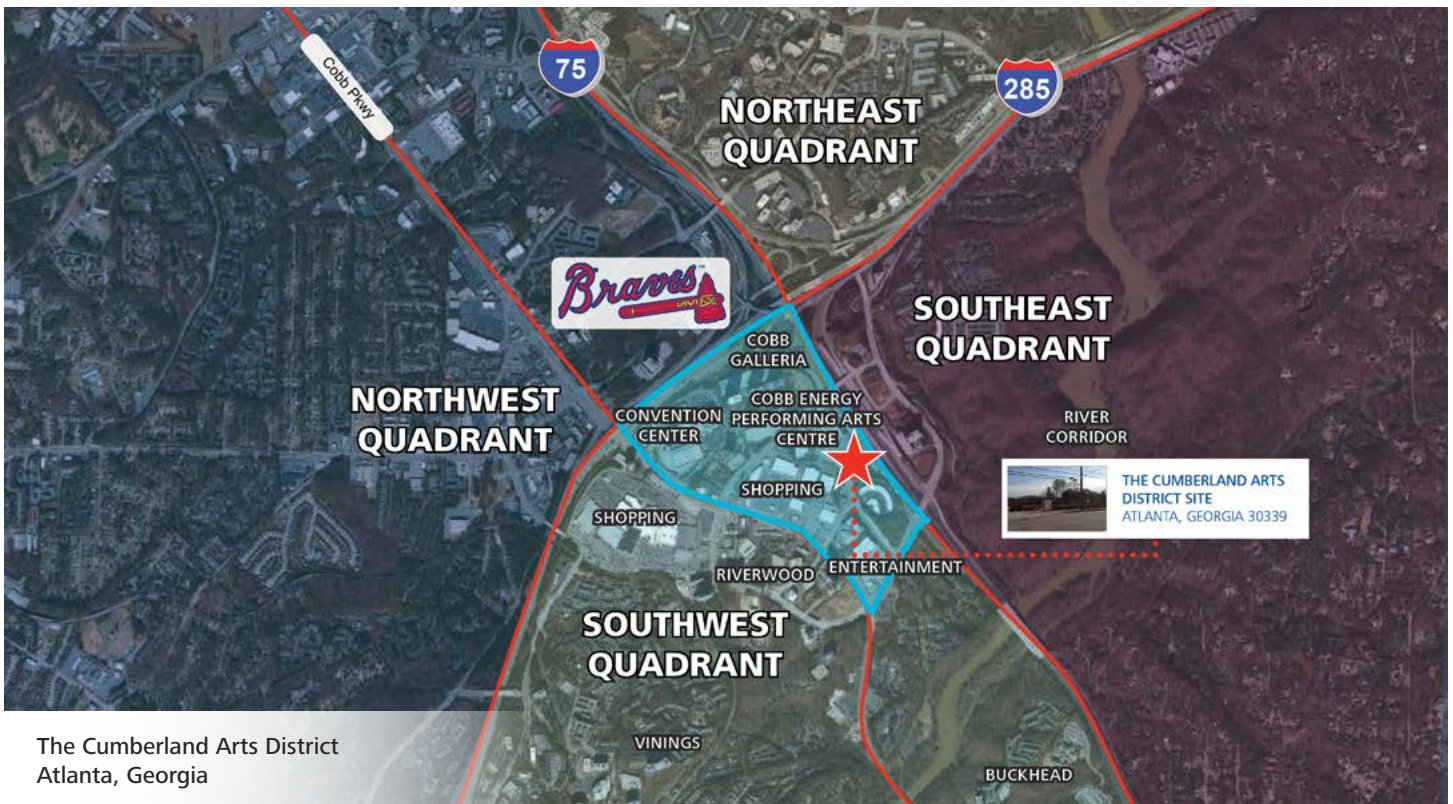 Cobb Pkwy
75
285
NORTHEAST
QUADRANT
Braves
SOUTHEAST
QUADRANT
COBB
GALLERIA
NORTHWEST
QUADRANT
CONVENTION
CENTER
COBB ENERGY
PERFORMING ARTS
CENTRE
RIVER
CORRIDOR
THE CUMBERLAND ARTS
DISTRICT SITE
ATLANTA, GEORGIA 30339
SHOPPING
SHOPPING
RIVERWOOD
ENTERTAINMENT
SOUTHWEST
QUADRANT
VININGS
BUCKHEAD
The Cumberland Arts District
Atlanta, Georgia